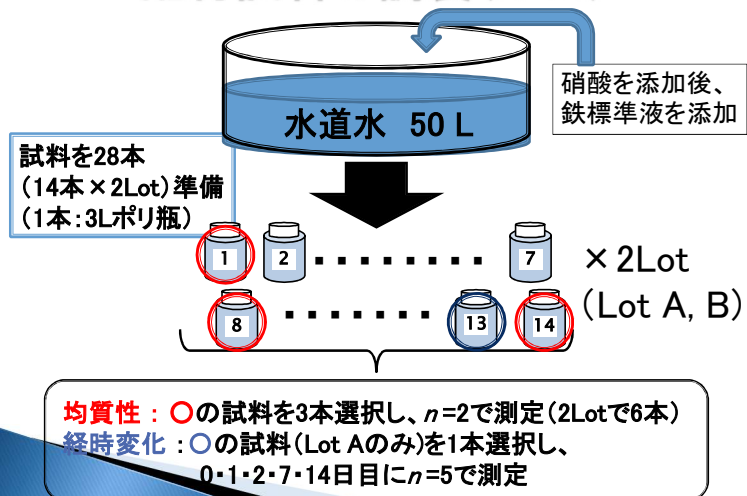 硝酸を添加後、
鉄標準液を添加
水道水 50 L
試料を28本
(14本×2Lot)準備
(1本:3Lポリ瓶)
1 2 ・・・・・・・・ 7
×2Lot
8 ・・・・・・・ 13 14
(Lot A, B)
均質性 : ○の試料を3本選択し、n=2で測定(2Lotで6本)
経時変化 :○の試料(Lot Aのみ)を1本選択し、
0・1・2・7・14日目にn=5で測定